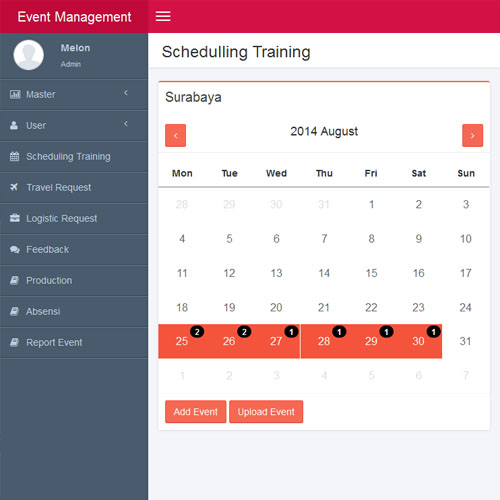 Event Management
Melon
Admin
Master
User
Scheduling Training
Travel Request
Logistic Request
Feedback
Production
Absensi
Report Event
Schedulling Training
Surabaya
2014 August
Mon Tue Wed Thu Fri Sat Sun
28 29 30 31 1 2 3
4 5 6 7 8 9 10
11 12 13 14 15 16 17
18 19 20 21 22 23 24
25 2 26 2 27 1 28 1 29 1 30 1 31
1 2 3 4 5 6 7
Add Event Upload Event